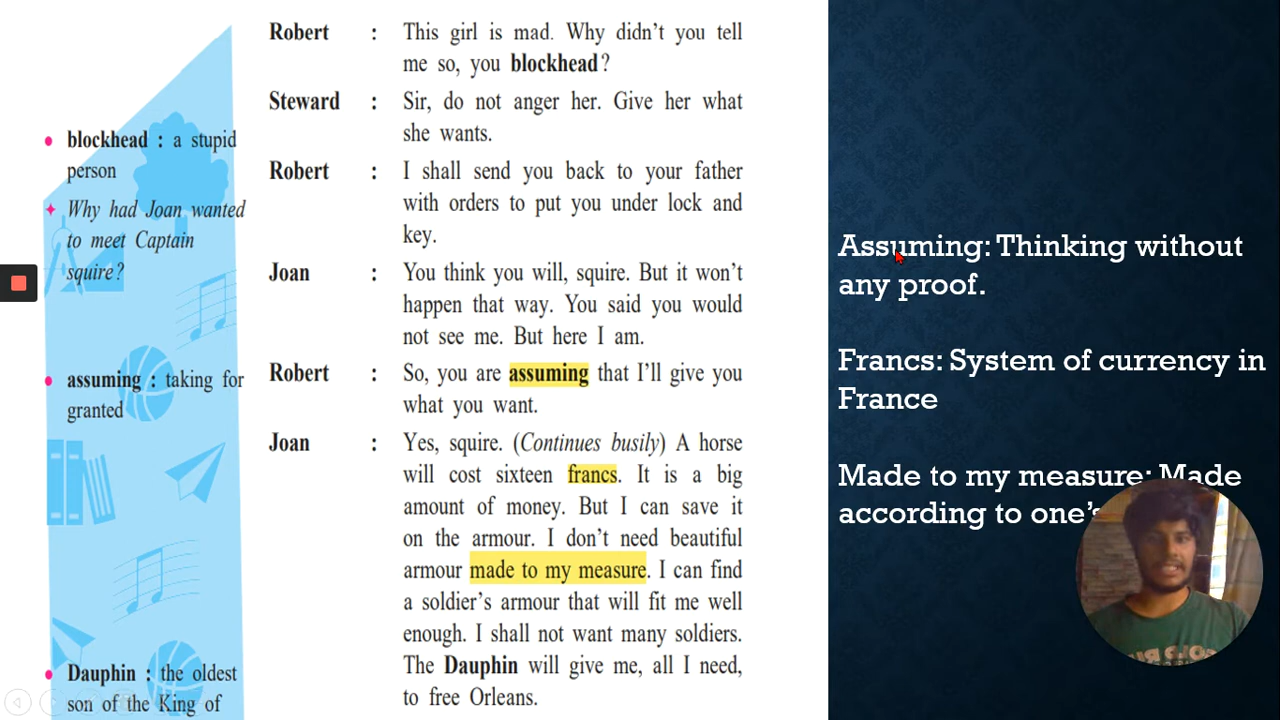 Robert : This girl is mad. Why didn't you tell
me so, you blockhead?
Steward : Sir, do not anger her. Give her what
she wants.
Robert : I shall send you back to your father
with orders to put you under lock and
key.
Joan : You think you will, squire. But it won't
happen that way. You said you would
not see me. But here I am.
Robert : So, you are assuming that I'll give you
what you want.
Joan : Yes, squire. (Continues busily) A horse
will cost sixteen francs. It is a big
amount of money. But I can save it
on the armour. I don't need beautiful
armour made to my measure. I can find
a soldier's armour that will fit me well
enough. I shall not want many soldiers.
The Dauphin will give me, all I need,
to free Orleans.
blockhead : a stupid
person
Why had Joan wanted
to meet Captain
squire?
assuming : taking for
granted
Dauphin : the oldest
son of the King of
Assuming: Thinking without
any proof.
Francs: System of currency in
France
Made to my measure: Made
according to one's